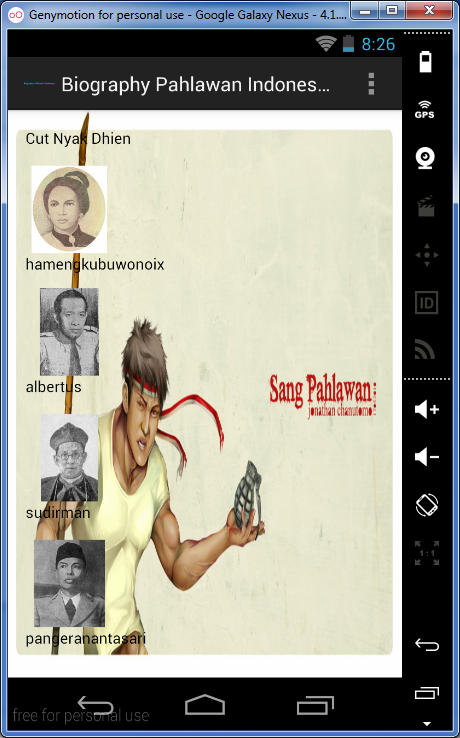 Genymotion for personal use - Google Galaxy Nexus - 4.1....
8:26
Biography Pahlawan Indones...
GPS
Cut Nyak Dhien
hamengkubuwonoix
ID
albertus
Sang Pahlawan
jonathan chanutomo
sudirman
1:1
pangeranantasari
free for personal use